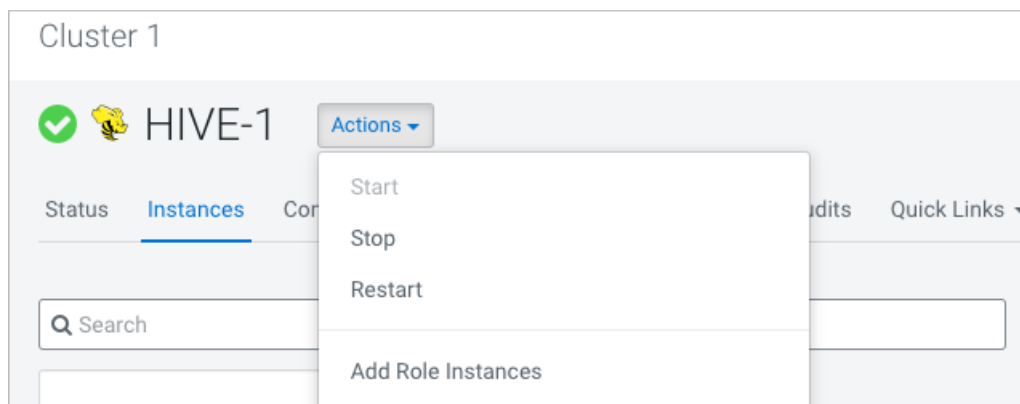 Cluster 1
HIVE-1
Actions
Start
Status Instances Quick Links
Stop
Restart
Search
Add Role Instances